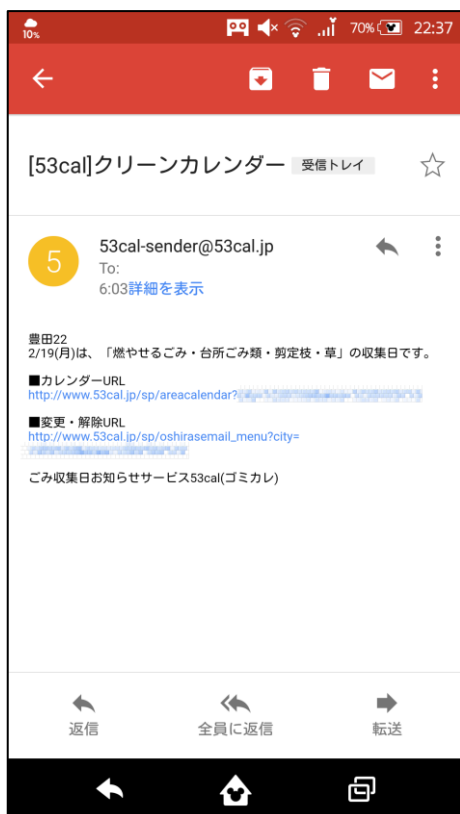 10%
70%
22:37
[53cal]クリーンカレンダー 受信トレイ
5
53cal-sender@53cal.jp
To:
6:03詳細を表示
豊田22
2/19(月)は、「燃やせるごみ・台所ごみ類・剪定枝・草」の収集日です。
■カレンダーURL
http://www.53cal.jp/sp/areacalendar?
■変更・解除URL
http://www.53cal.jp/sp/oshirasemail_menu?city=
ごみ収集日お知らせサービス53cal(ゴミカレ)
返信
全員に返信
転送